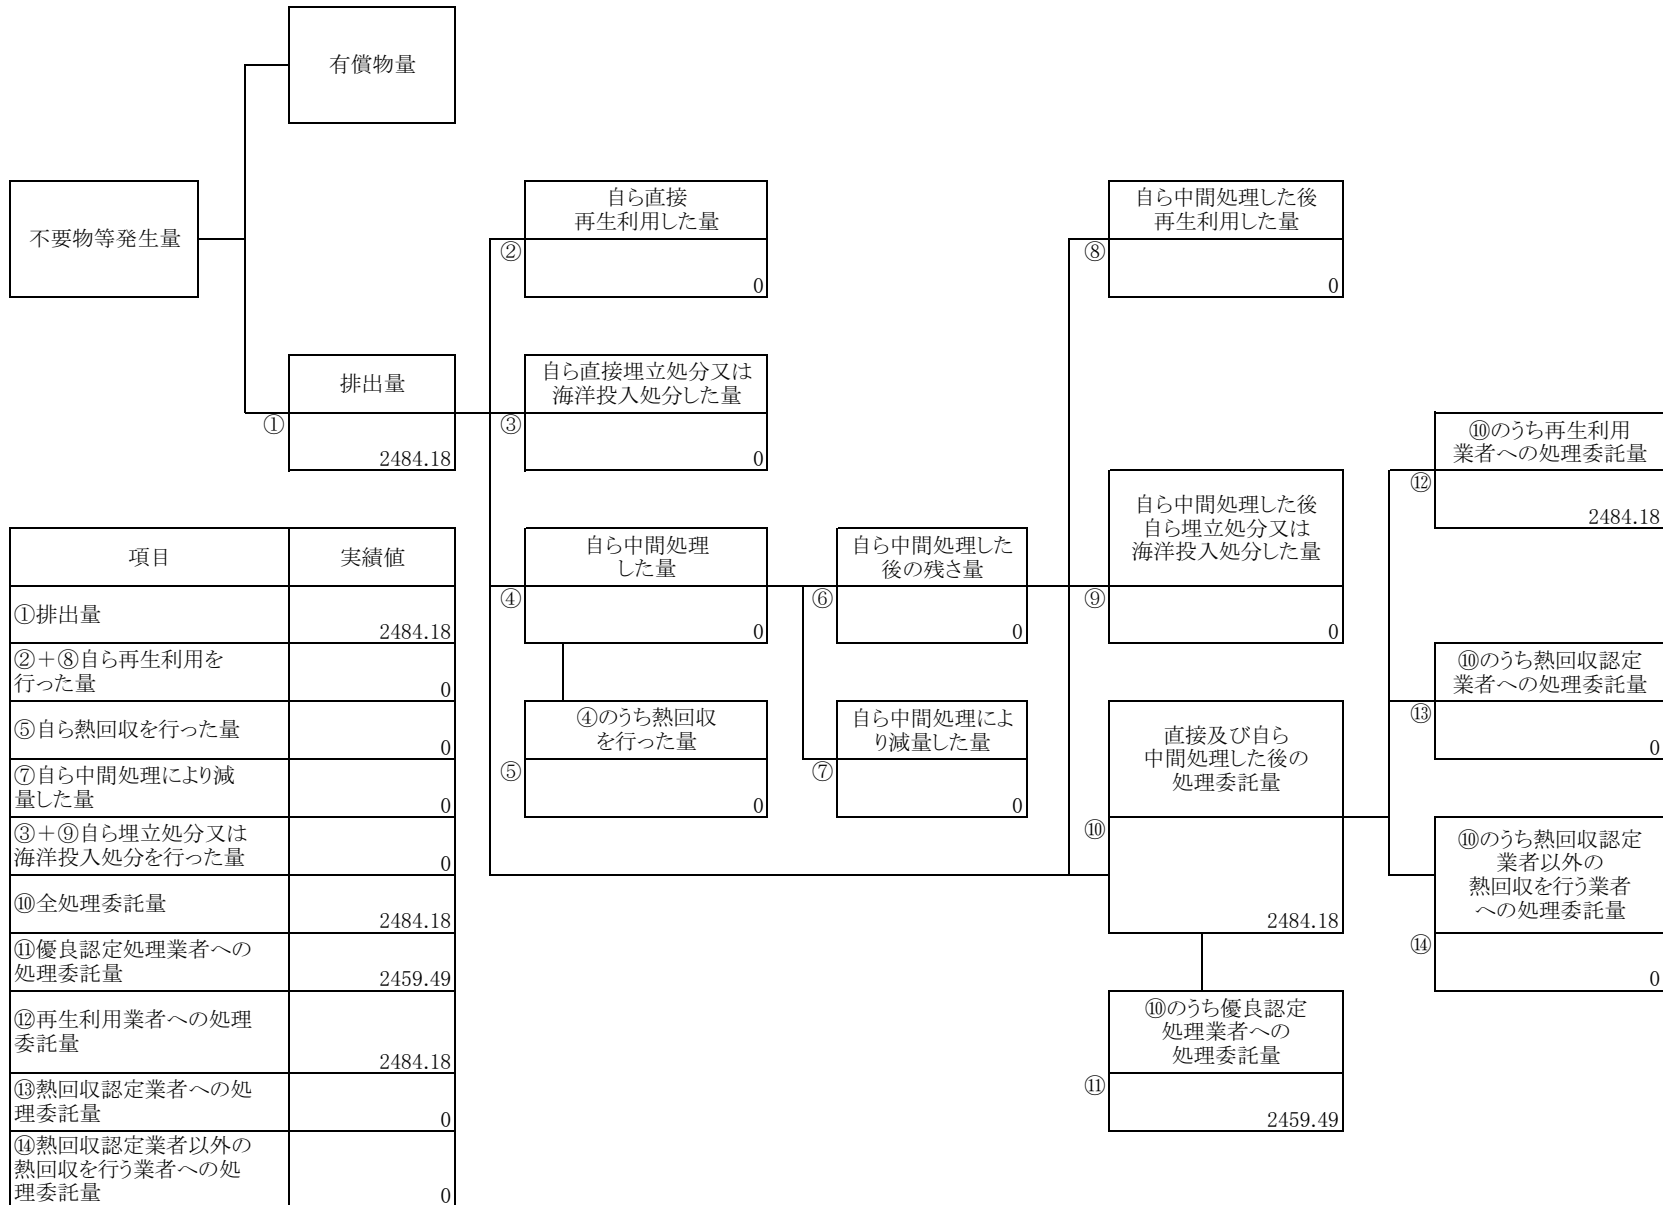 有償物量
不要物等発生量
排出量
①
2484.18
自ら直接
再生利用した量
②
0
自ら直接埋立処分又は
海洋投入処分した量
③
0
自ら中間処理
した量
④
0
④のうち熱回収
を行った量
⑤
0
自ら中間処理した
後の残さ量
⑥
0
自ら中間処理によ
り減量した量
⑦
0
自ら中間処理した後
再生利用した量
⑧
0
自ら中間処理した後
自ら埋立処分又は
海洋投入処分した量
⑨
0
直接及び自ら
中間処理した後の
処理委託量
⑩
2484.18
⑩のうち優良認定
処理業者への
処理委託量
⑪
2459.49
⑩のうち再生利用
業者への処理委託量
⑫
2484.18
⑩のうち熱回収認定
業者への処理委託量
⑬
0
⑩のうち熱回収認定
業者以外の
熱回収を行う業者
への処理委託量
⑭
0
項目 実績値
①排出量
2484.18
②+⑧自ら再生利用を
行った量
0
⑤自ら熱回収を行った量
0
⑦自ら中間処理により減
量した量
0
③+⑨自ら埋立処分又は
海洋投入処分を行った量
0
⑩全処理委託量
2484.18
⑪優良認定処理業者への
処理委託量
2459.49
⑫再生利用業者への処理
委託量
2484.18
⑬熱回収認定業者への処
理委託量
0
⑭熱回収認定業者以外の
熱回収を行う業者への処
理委託量
0